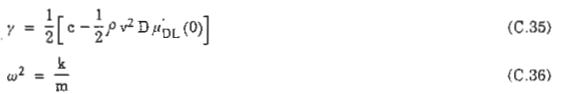 γ = 1/2 [ c − 1/2 ρ v² D μ̇_DL (0) ] (C.35)
ω² = k/m (C.36)